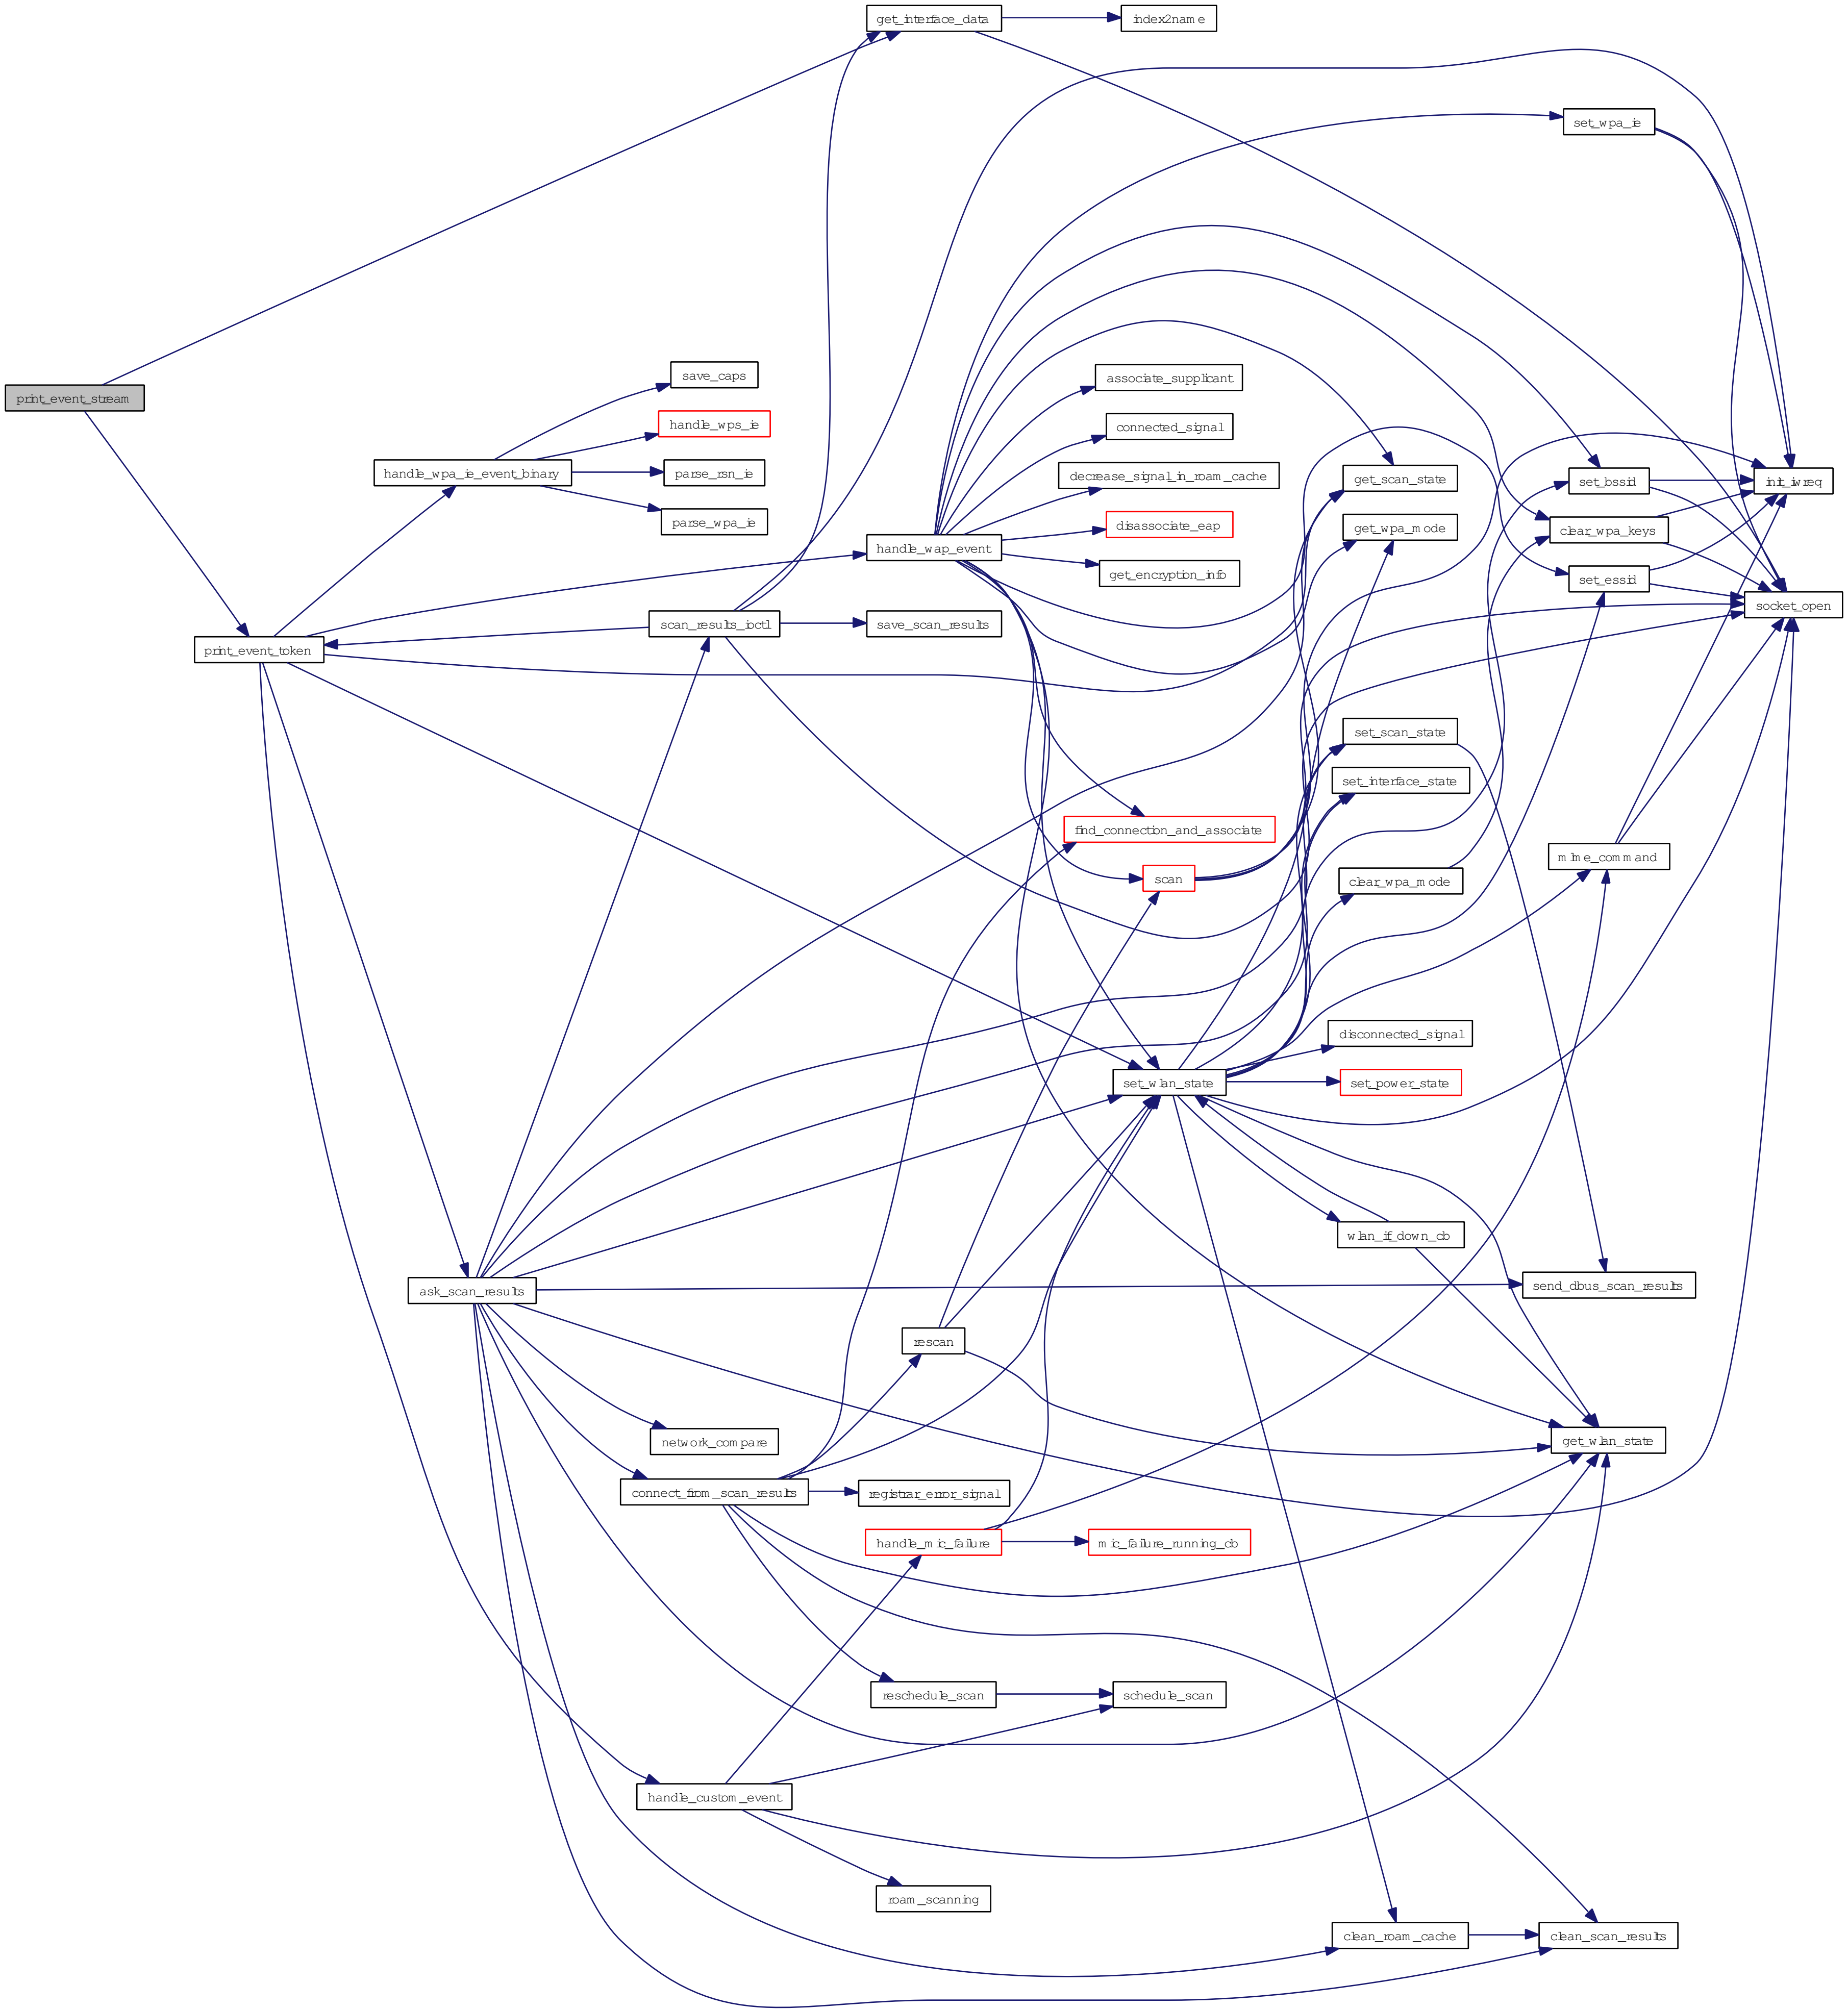 get_interface_data
index2name
set_wpa_ie
save_caps
associate_supplicant
print_event_stream
handle_wps_ie
connected_signal
handle_wpa_ie_event_binary
parse_rsn_ie
decrease_signal_in_roam_cache
get_scan_state
set_bssid
init_iwreq
parse_wpa_ie
disassociate_eap
get_wpa_mode
clear_wpa_keys
handle_wap_event
get_encryption_info
set_essid
socket_open
scan_results_ioctl
save_scan_results
print_event_token
set_scan_state
set_interface_state
find_connection_and_associate
mlme_command
scan
clear_wpa_mode
disconnected_signal
set_wlan_state
set_power_state
wlan_if_down_cb
ask_scan_results
send_dbus_scan_results
rescan
network_compare
get_wlan_state
connect_from_scan_results
registrar_error_signal
handle_mic_failure
mic_failure_running_cb
reschedule_scan
schedule_scan
handle_custom_event
roam_scanning
clean_roam_cache
clean_scan_results